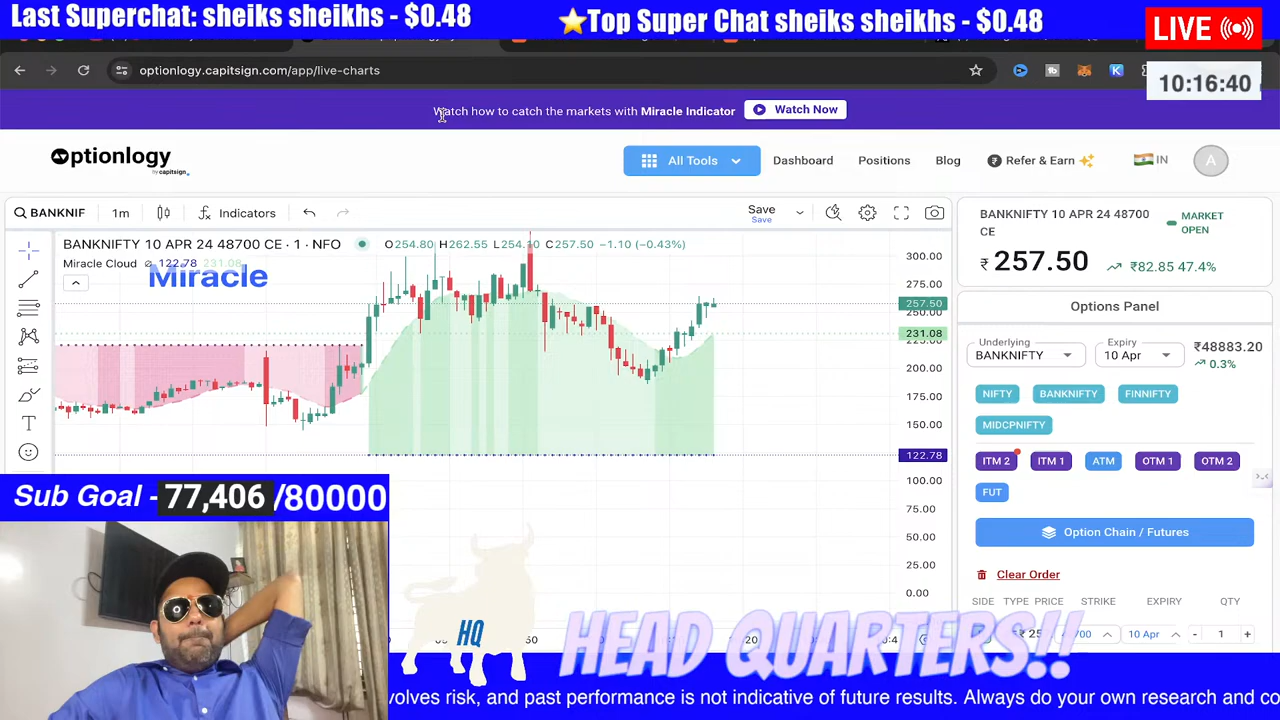 Last Superchat: sheiks sheikhs - $0.48
⭐Top Super Chat sheiks sheikhs - $0.48
LIVE
optionlogy.capitsign.com/app/live-charts
10:16:40
Watch how to catch the markets with Miracle Indicator
Watch Now
optionlogy
by capitsign.
All Tools
Dashboard
Positions
Blog
Refer & Earn
IN
A
BANKNIF
1m
Indicators
Save
Save
BANKNIFTY 10 APR 24 48700 CE
MARKET OPEN
₹ 257.50
₹82.85 47.4%
BANKNIFTY 10 APR 24 48700 CE · 1 · NFO
O254.80 H262.55 L254.10 C257.50 −1.10 (−0.43%)
Miracle Cloud 122.78 231.08
Miracle
300.00
275.00
257.50
250.00
231.08
225.00
200.00
175.00
150.00
122.78
100.00
75.00
50.00
25.00
0.00
Options Panel
Underlying
BANKNIFTY
Expiry
10 Apr
₹48883.20
0.3%
NIFTY
BANKNIFTY
FINNIFTY
MIDCPNIFTY
ITM 2
ITM 1
ATM
OTM 1
OTM 2
FUT
Option Chain / Futures
Clear Order
SIDE TYPE PRICE STRIKE EXPIRY QTY
10 Apr
- 1 +
Sub Goal - 77,406 /80000
HQ
HEAD QUARTERS!!
olves risk, and past performance is not indicative of future results. Always do your own research and co